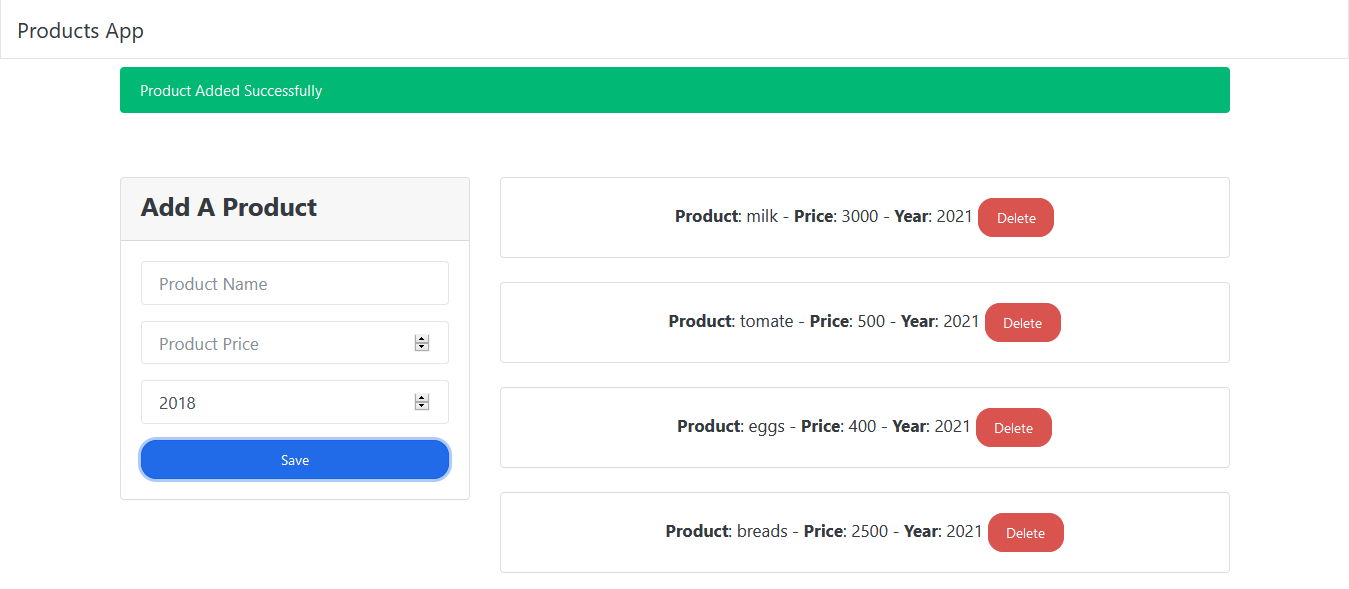 Products App
Product Added Successfully
Add A Product
Product Name
Product Price
2018
Save
Product: milk - Price: 3000 - Year: 2021 Delete
Product: tomate - Price: 500 - Year: 2021 Delete
Product: eggs - Price: 400 - Year: 2021 Delete
Product: breads - Price: 2500 - Year: 2021 Delete